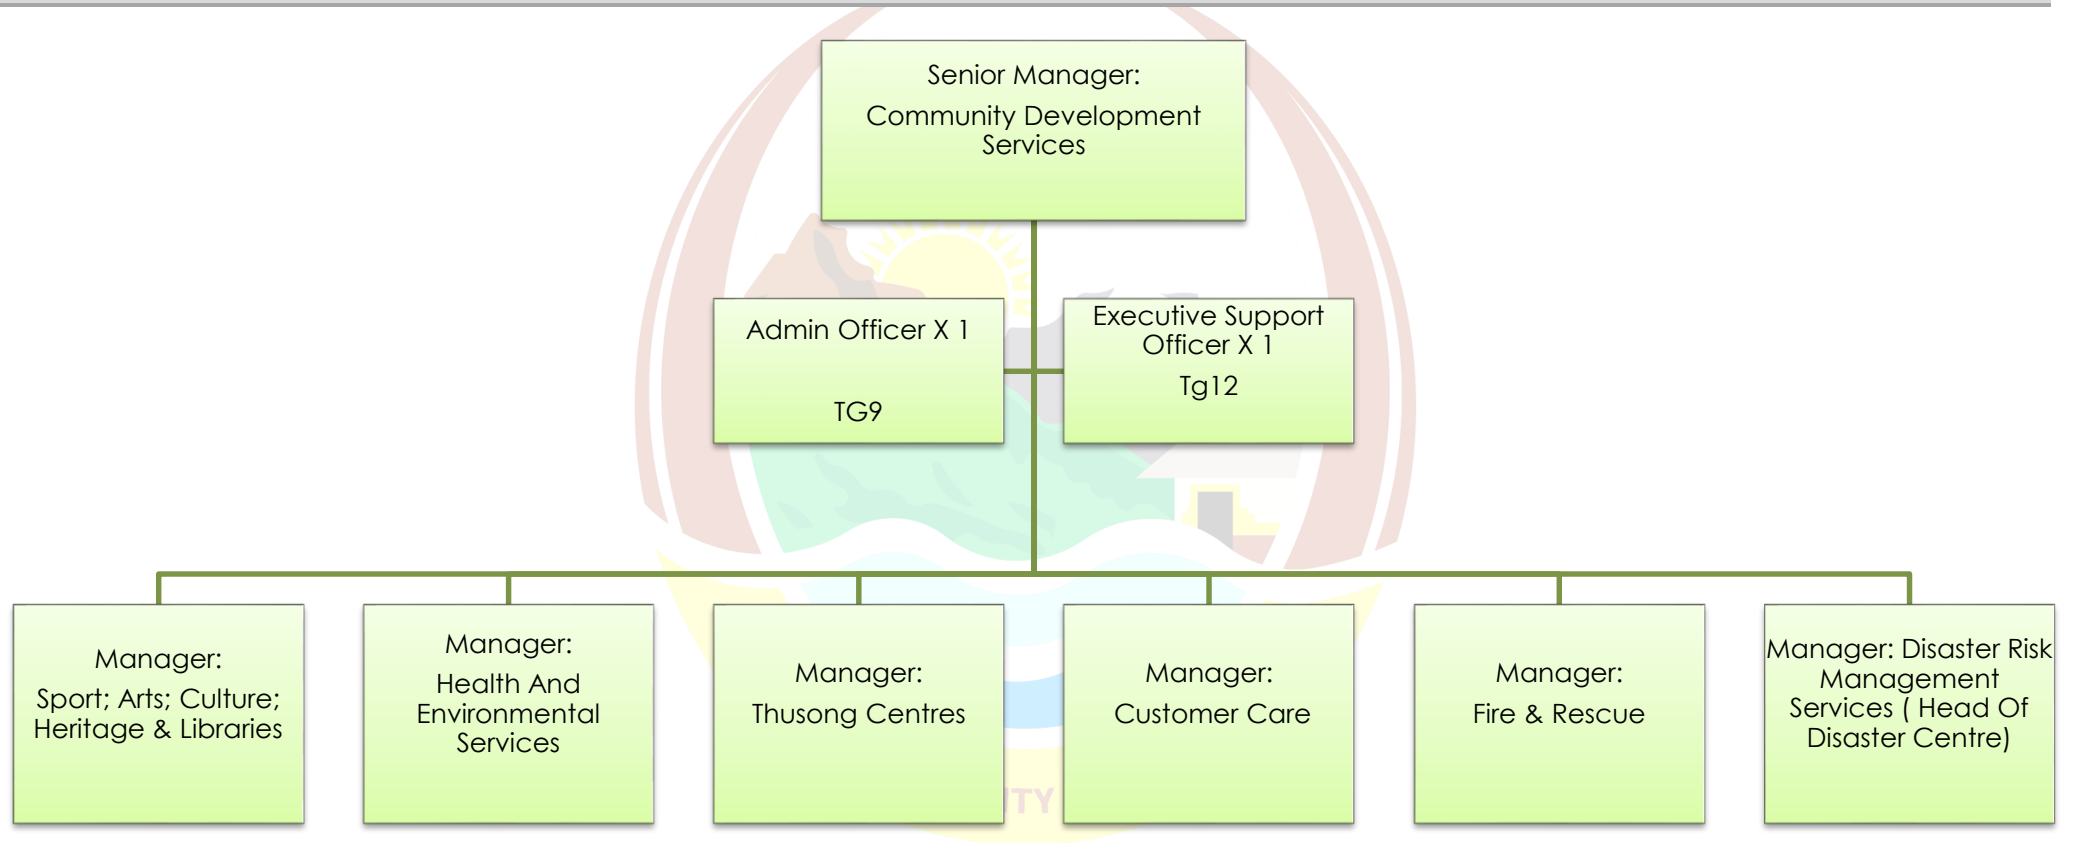 Senior Manager:
Community Development
Services
Admin Officer X 1
TG9
Executive Support
Officer X 1
Tg12
Manager:
Sport; Arts; Culture;
Heritage & Libraries
Manager:
Health And
Environmental
Services
Manager:
Thusong Centres
Manager:
Customer Care
Manager:
Fire & Rescue
Manager: Disaster Risk
Management
Services ( Head Of
Disaster Centre)